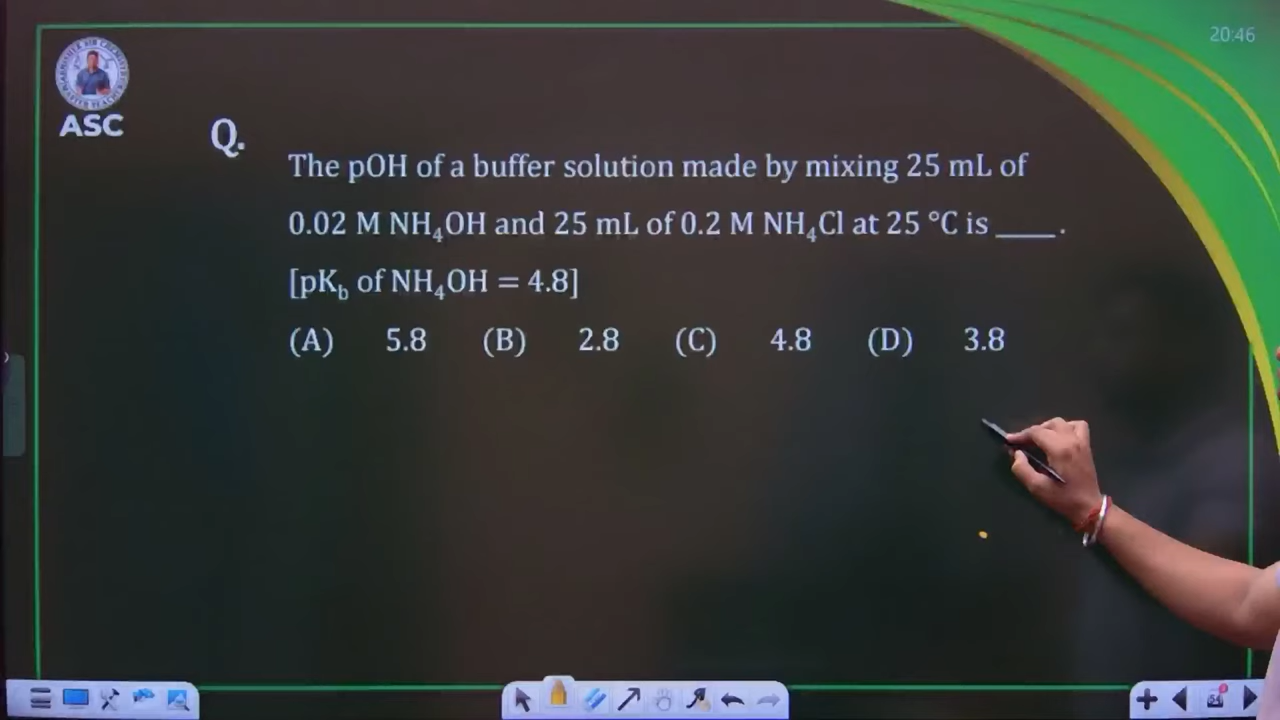 20:46
ASC
Q.
The pOH of a buffer solution made by mixing 25 mL of
0.02 M NH₄OH and 25 mL of 0.2 M NH₄Cl at 25 °C is ____.
[pK_b of NH₄OH = 4.8]
(A) 5.8 (B) 2.8 (C) 4.8 (D) 3.8